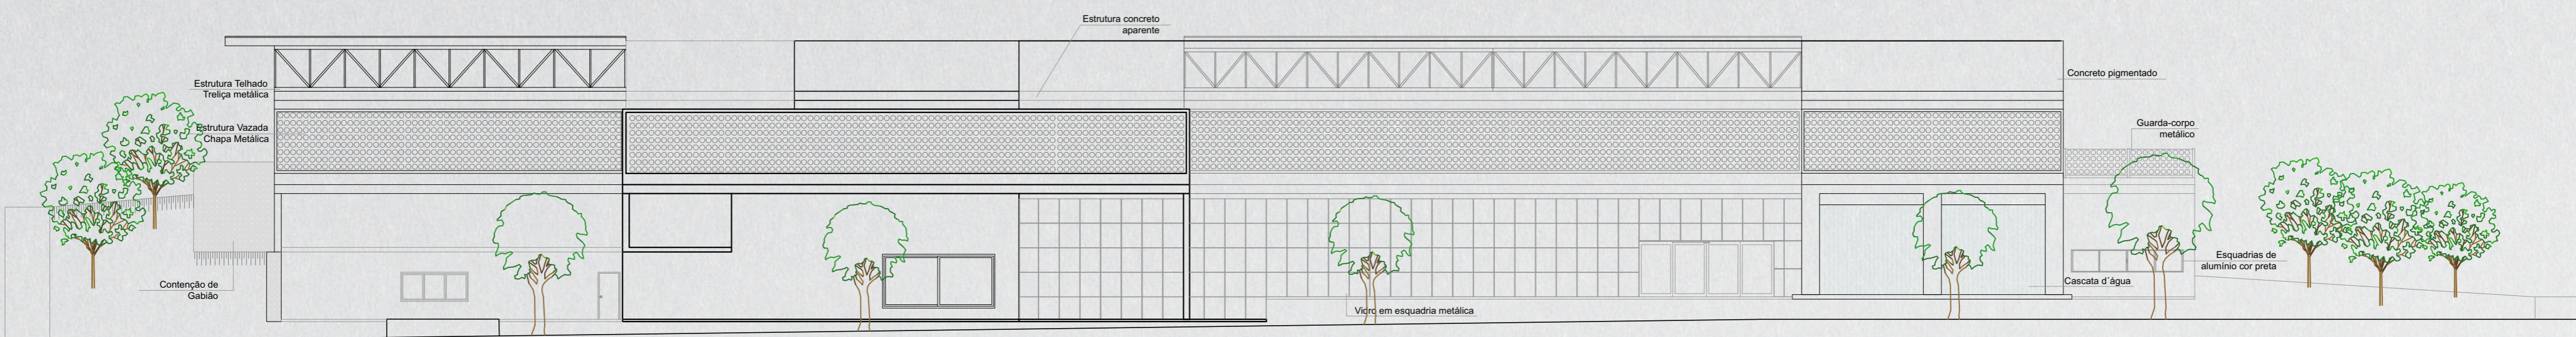 Estrutura concreto
aparente
Estrutura Telhado
Treliça metálica
Concreto pigmentado
Estrutura Vazada
Chapa Metálica
Guarda-corpo
metálico
Contenção de
Gabião
Esquadrias de
alumínio cor preta
Cascata d´água
Vidro em esquadria metálica